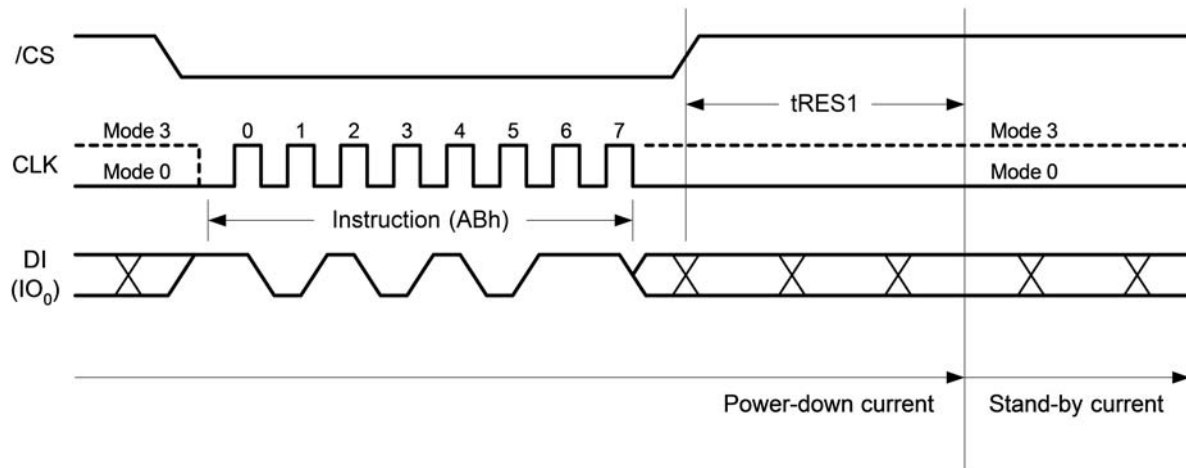 /CS
tRES1
Mode 3 0 1 2 3 4 5 6 7 Mode 3
CLK
Mode 0 Mode 0
Instruction (ABh)
DI
(IO₀)
Power-down current Stand-by current